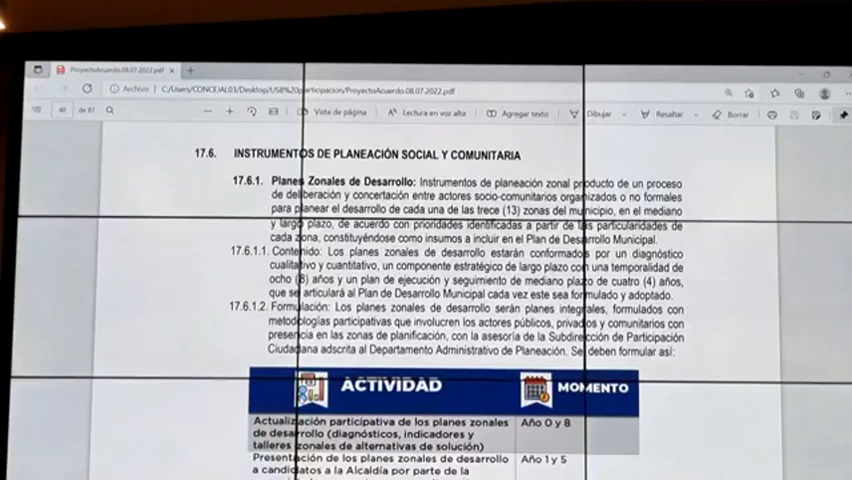 ProyectoAcuerdo.08.07.2022.pdf
Archivo | C:/Users/CONCEJAL03/Desktop/USB%20participacion/ProyectoAcuerdo.08.07.2022.pdf
40 de 87 Vista de página Lectura en voz alta Agregar texto Dibujar Resaltar Borrar
17.6. INSTRUMENTOS DE PLANEACIÓN SOCIAL Y COMUNITARIA
17.6.1. Planes Zonales de Desarrollo: Instrumentos de planeación zonal producto de un proceso
de deliberación y concertación entre actores socio-comunitarios organizados o no formales
para planear el desarrollo de cada una de las trece (13) zonas del municipio, en el mediano
y largo plazo, de acuerdo con prioridades identificadas a partir de las particularidades de
cada zona, constituyéndose como insumos a incluir en el Plan de Desarrollo Municipal.
17.6.1.1. Contenido: Los planes zonales de desarrollo estarán conformados por un diagnóstico
cualitativo y cuantitativo, un componente estratégico de largo plazo con una temporalidad de
ocho (8) años y un plan de ejecución y seguimiento de mediano plazo de cuatro (4) años,
que se articulará al Plan de Desarrollo Municipal cada vez este sea formulado y adoptado.
17.6.1.2. Formulación: Los planes zonales de desarrollo serán planes integrales, formulados con
metodologías participativas que involucren los actores públicos, privados y comunitarios con
presencia en las zonas de planificación, con la asesoría de la Subdirección de Participación
Ciudadana adscrita al Departamento Administrativo de Planeación. Se deben formular así:
ACTIVIDAD MOMENTO
Actualización participativa de los planes zonales Año 0 y 8
de desarrollo (diagnósticos, indicadores y
talleres zonales de alternativas de solución)
Presentación de los planes zonales de desarrollo Año 1 y 5
a candidatos a la Alcaldía por parte de la